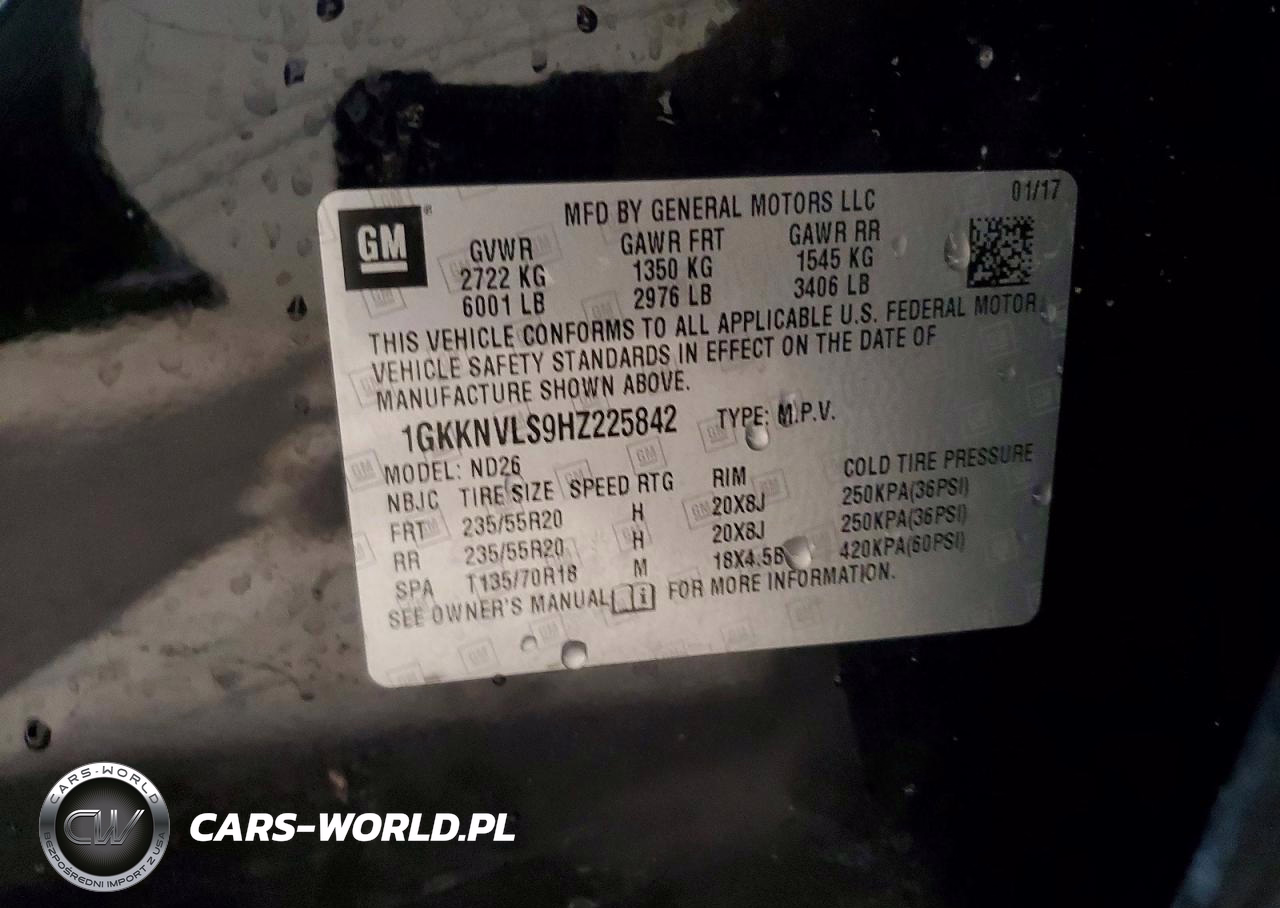 01/17
MFD BY GENERAL MOTORS LLC
GM
GVWR GAWR FRT GAWR RR
2722 KG 1350 KG 1545 KG
6001 LB 2976 LB 3406 LB
THIS VEHICLE CONFORMS TO ALL APPLICABLE U.S. FEDERAL MOTOR
VEHICLE SAFETY STANDARDS IN EFFECT ON THE DATE OF
MANUFACTURE SHOWN ABOVE.
1GKKNVLS9HZ225842 TYPE: M.P.V.
MODEL: ND26
NBJC TIRE SIZE SPEED RTG RIM COLD TIRE PRESSURE
FRT 235/55R20 H 20X8J 250KPA(36PSI)
RR 235/55R20 H 20X8J 250KPA(36PSI)
SPA T135/70R18 M 18X4.5B 420KPA(60PSI)
SEE OWNER'S MANUAL FOR MORE INFORMATION.
CARS-WORLD
CW
BEZPOŚREDNI IMPORT Z USA
CARS-WORLD.PL